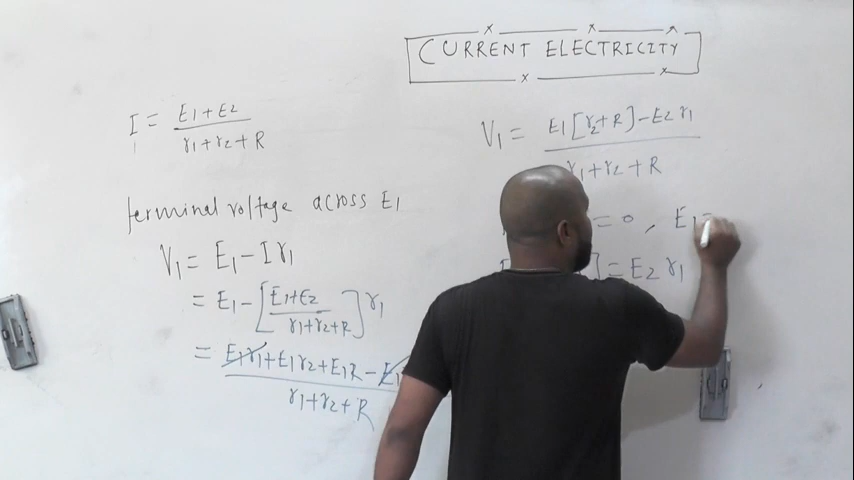 CURRENT ELECTRICITY
I = E1+E2
r1+r2+R
terminal voltage across E1
V1 = E1-Ir1
= E1-[E1+E2
r1+r2+R]r1
= E1r1+E1r2+E1R-E1
r1+r2+R
V1 = E1[r2+R]-E2r1
r1+r2+R
=0, E1=
]=E2r1